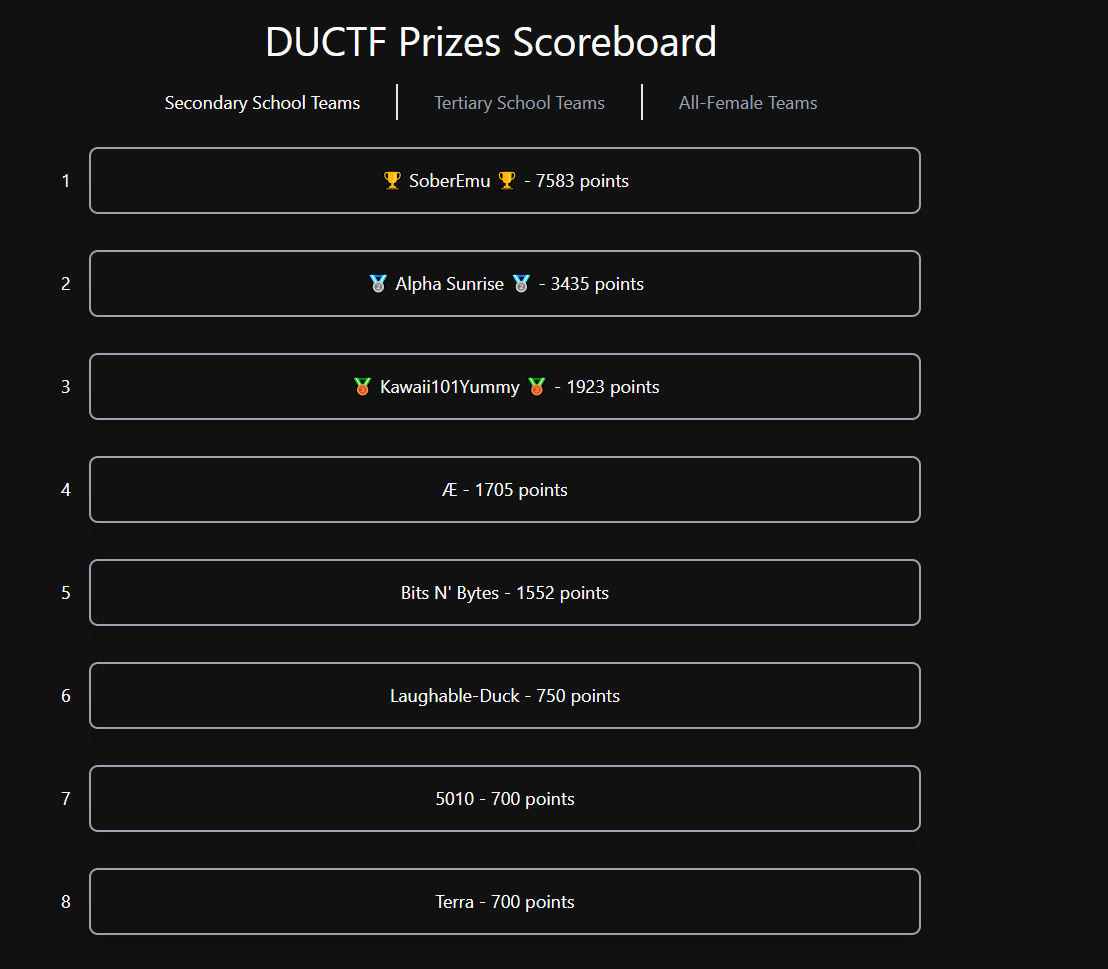 DUCTF Prizes Scoreboard
Secondary School Teams
Tertiary School Teams
All-Female Teams
1
🏆 SoberEmu 🏆 - 7583 points
2
🥈 Alpha Sunrise 🥈 - 3435 points
3
🥉 Kawaii101Yummy 🥉 - 1923 points
4
Æ - 1705 points
5
Bits N' Bytes - 1552 points
6
Laughable-Duck - 750 points
7
5010 - 700 points
8
Terra - 700 points